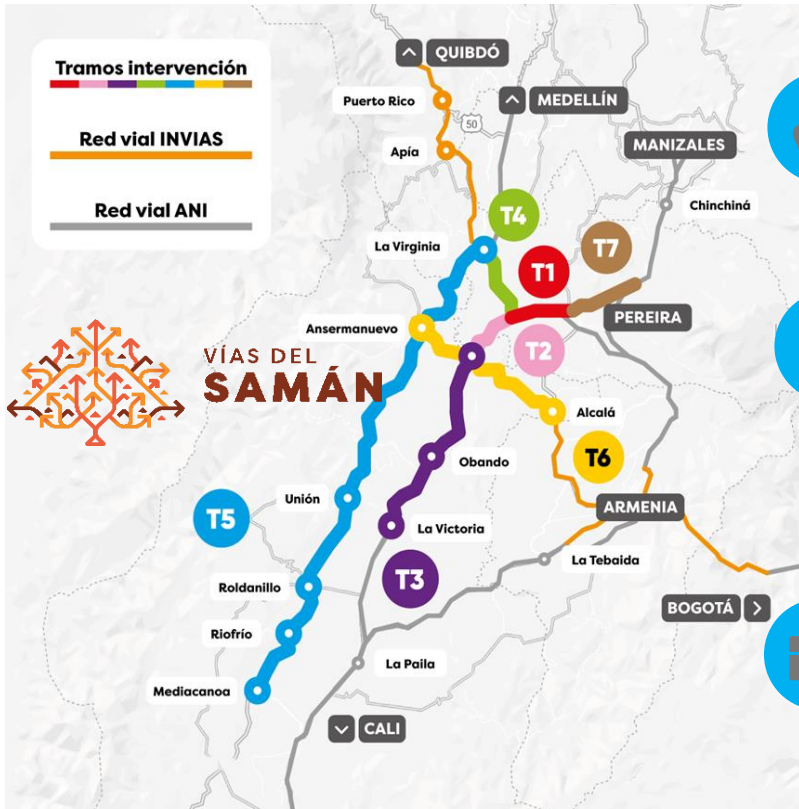 Tramos intervención
Red vial INVIAS
Red vial ANI
QUIBDÓ
Puerto Rico
50
MEDELLÍN
Apía
MANIZALES
Chinchiná
T4
La Virginia
T1
T7
PEREIRA
Ansermanuevo
T2
VÍAS DEL
SAMÁN
Alcalá
Obando
T6
Unión
T5
ARMENIA
La Victoria
La Tebaida
T3
Roldanillo
BOGOTÁ
Riofrío
La Paila
Mediacanoa
CALI